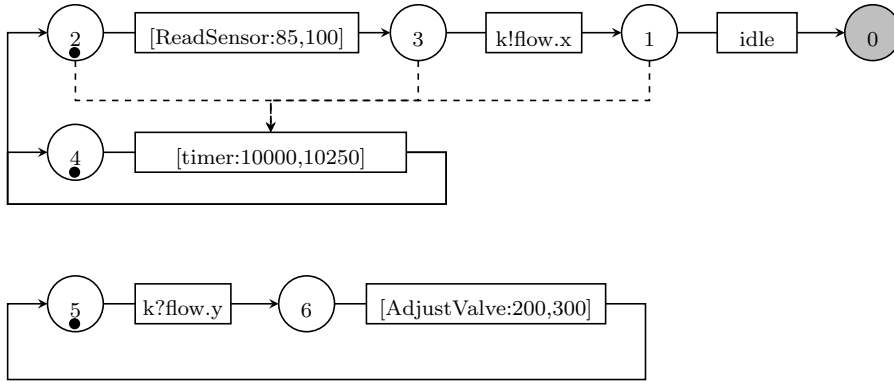 2 [ReadSensor:85,100] 3 k!flow.x 1 idle 0
4 [timer:10000,10250]
5 k?flow.y 6 [AdjustValve:200,300]